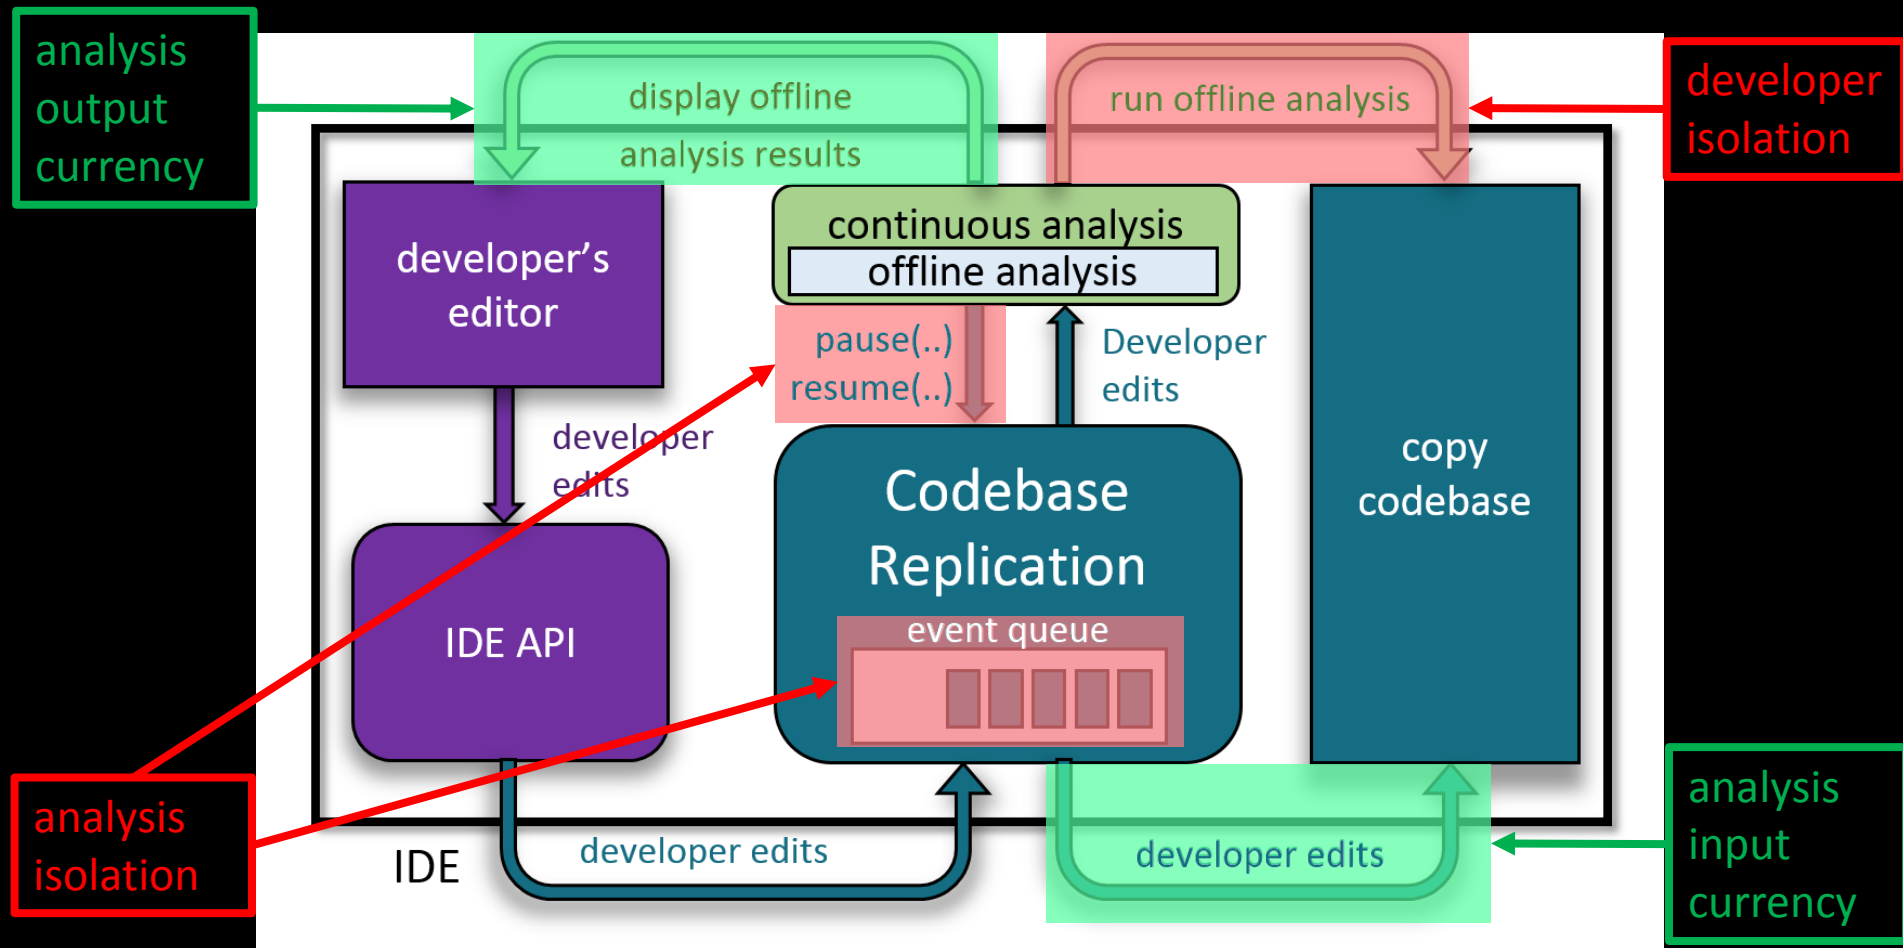 analysis
output
currency
display offline
analysis results
run offline analysis
developer
isolation
developer's
editor
continuous analysis
offline analysis
pause(..)
resume(..)
Developer
edits
developer
edits
copy
codebase
Codebase
Replication
event queue
IDE API
analysis
isolation
IDE
developer edits
developer edits
analysis
input
currency